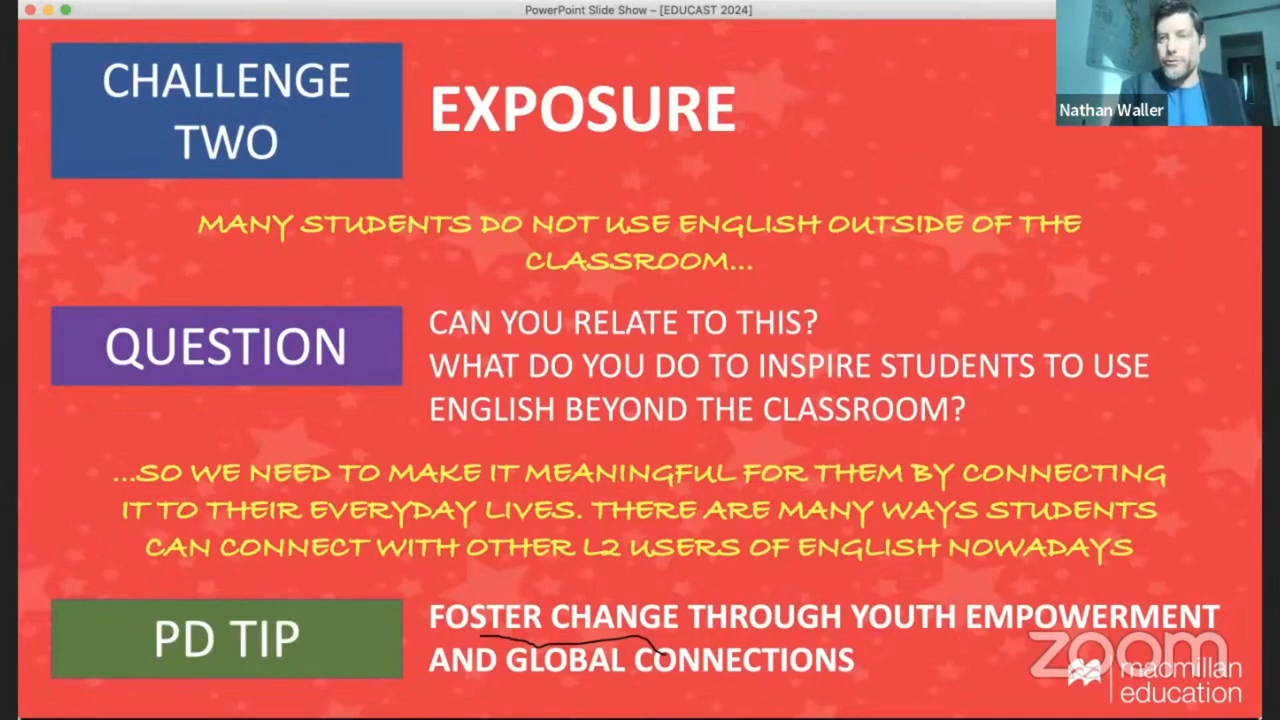 PowerPoint Slide Show – [EDUCAST 2024]
Nathan Waller
CHALLENGE
TWO
EXPOSURE
MANY STUDENTS DO NOT USE ENGLISH OUTSIDE OF THE
CLASSROOM...
QUESTION
CAN YOU RELATE TO THIS?
WHAT DO YOU DO TO INSPIRE STUDENTS TO USE
ENGLISH BEYOND THE CLASSROOM?
...SO WE NEED TO MAKE IT MEANINGFUL FOR THEM BY CONNECTING
IT TO THEIR EVERYDAY LIVES. THERE ARE MANY WAYS STUDENTS
CAN CONNECT WITH OTHER L2 USERS OF ENGLISH NOWADAYS
PD TIP
FOSTER CHANGE THROUGH YOUTH EMPOWERMENT
AND GLOBAL CONNECTIONS
zoom
macmillan
education